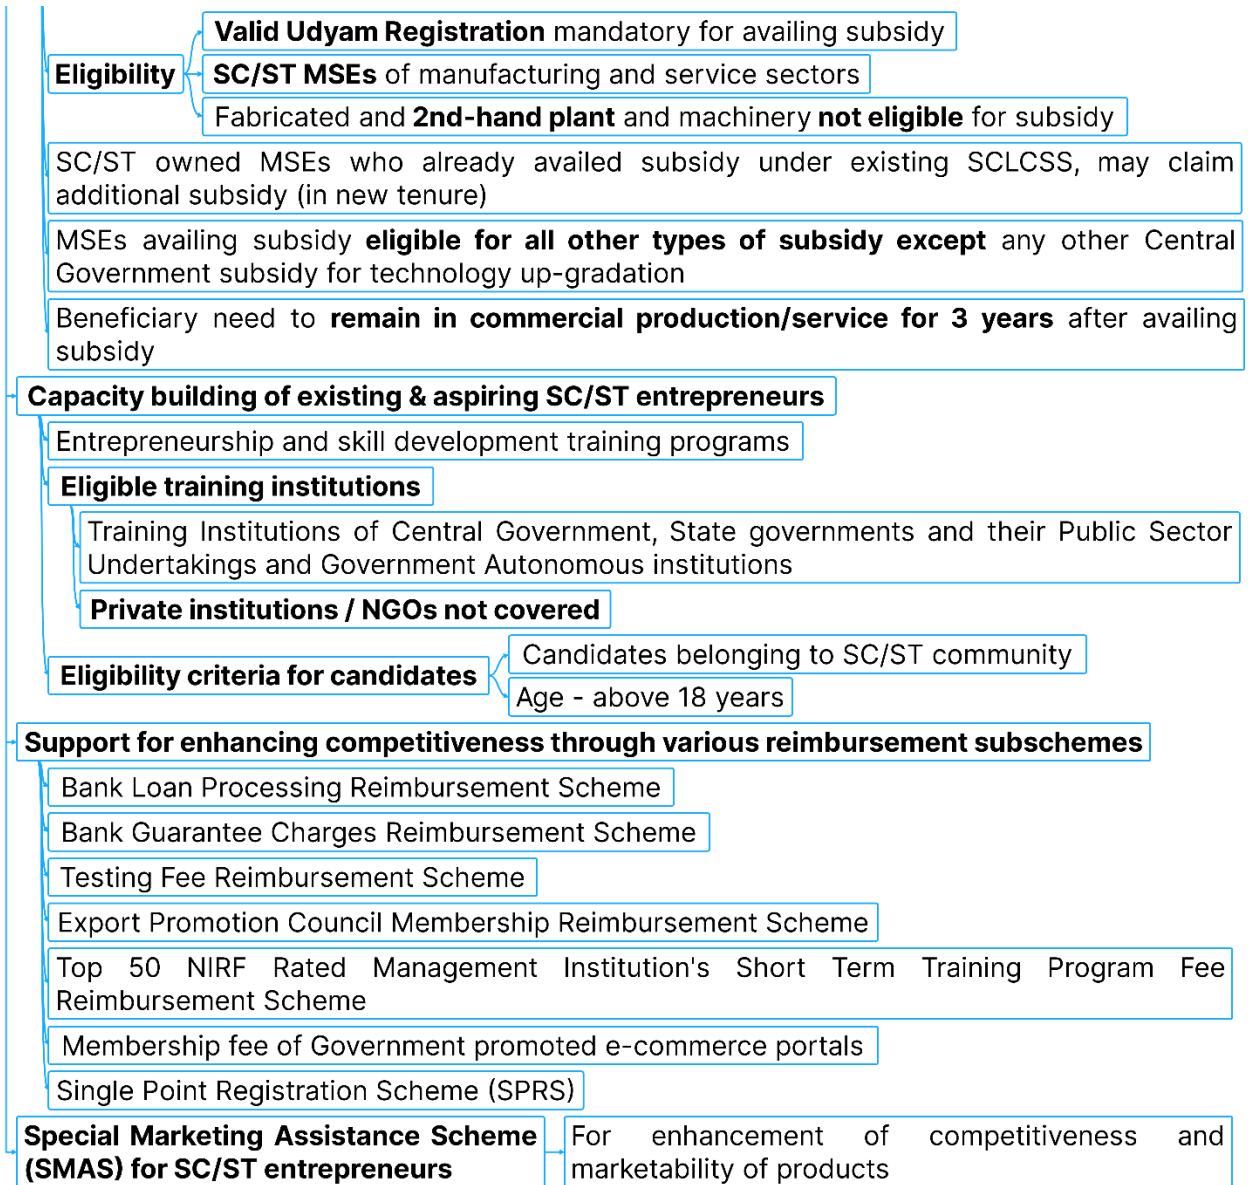 Valid Udyam Registration mandatory for availing subsidy
Eligibility
SC/ST MSEs of manufacturing and service sectors
Fabricated and 2nd-hand plant and machinery not eligible for subsidy
SC/ST owned MSEs who already availed subsidy under existing SCLCSS, may claim
additional subsidy (in new tenure)
MSEs availing subsidy eligible for all other types of subsidy except any other Central
Government subsidy for technology up-gradation
Beneficiary need to remain in commercial production/service for 3 years after availing
subsidy
Capacity building of existing & aspiring SC/ST entrepreneurs
Entrepreneurship and skill development training programs
Eligible training institutions
Training Institutions of Central Government, State governments and their Public Sector
Undertakings and Government Autonomous institutions
Private institutions / NGOs not covered
Eligibility criteria for candidates
Candidates belonging to SC/ST community
Age - above 18 years
Support for enhancing competitiveness through various reimbursement subschemes
Bank Loan Processing Reimbursement Scheme
Bank Guarantee Charges Reimbursement Scheme
Testing Fee Reimbursement Scheme
Export Promotion Council Membership Reimbursement Scheme
Top 50 NIRF Rated Management Institution's Short Term Training Program Fee
Reimbursement Scheme
Membership fee of Government promoted e-commerce portals
Single Point Registration Scheme (SPRS)
Special Marketing Assistance Scheme
(SMAS) for SC/ST entrepreneurs
For enhancement of competitiveness and
marketability of products